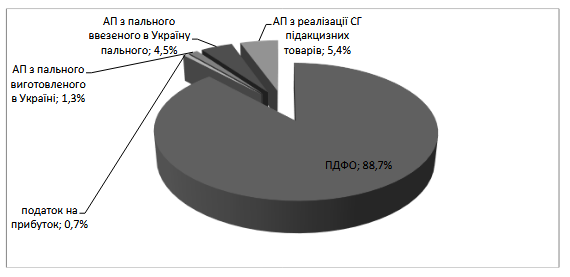 АП з пального
ввезеного в Україну
пального; 4,5%
АП з реалізації СГ
підакцизних
товарів; 5,4%
АП з пального
виготовленого
в Україні; 1,3%
ПДФО; 88,7%
податок на
прибуток; 0,7%